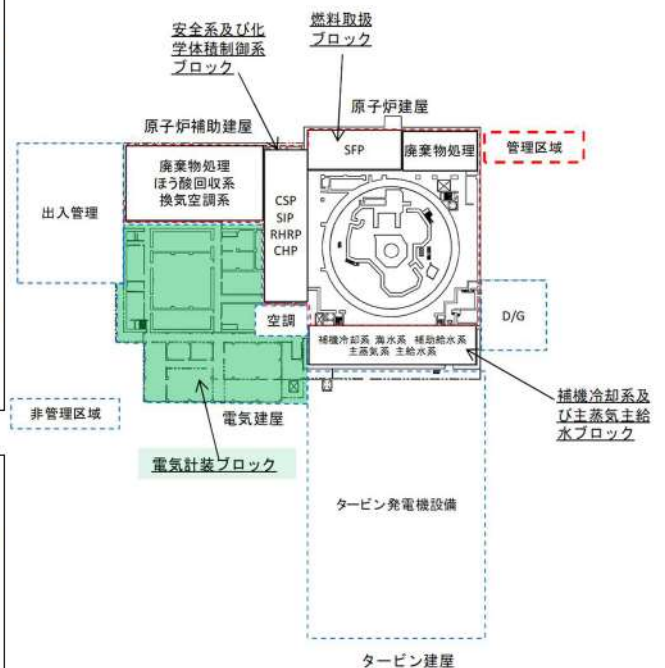 安全系及び化
学体積制御系
ブロック
燃料取扱
ブロック
原子炉補助建屋
原子炉建屋
管理区域
SFP
廃棄物処理
廃棄物処理
ほう酸回収系
換気空調系
出入管理
CSP
SIP
RHRP
CHP
空調
D/G
補機冷却系 海水系 補助給水系
主蒸気系 主給水系
非管理区域
電気建屋
電気計装ブロック
補機冷却系及
び主蒸気主給
水ブロック
タービン発電機設備
タービン建屋